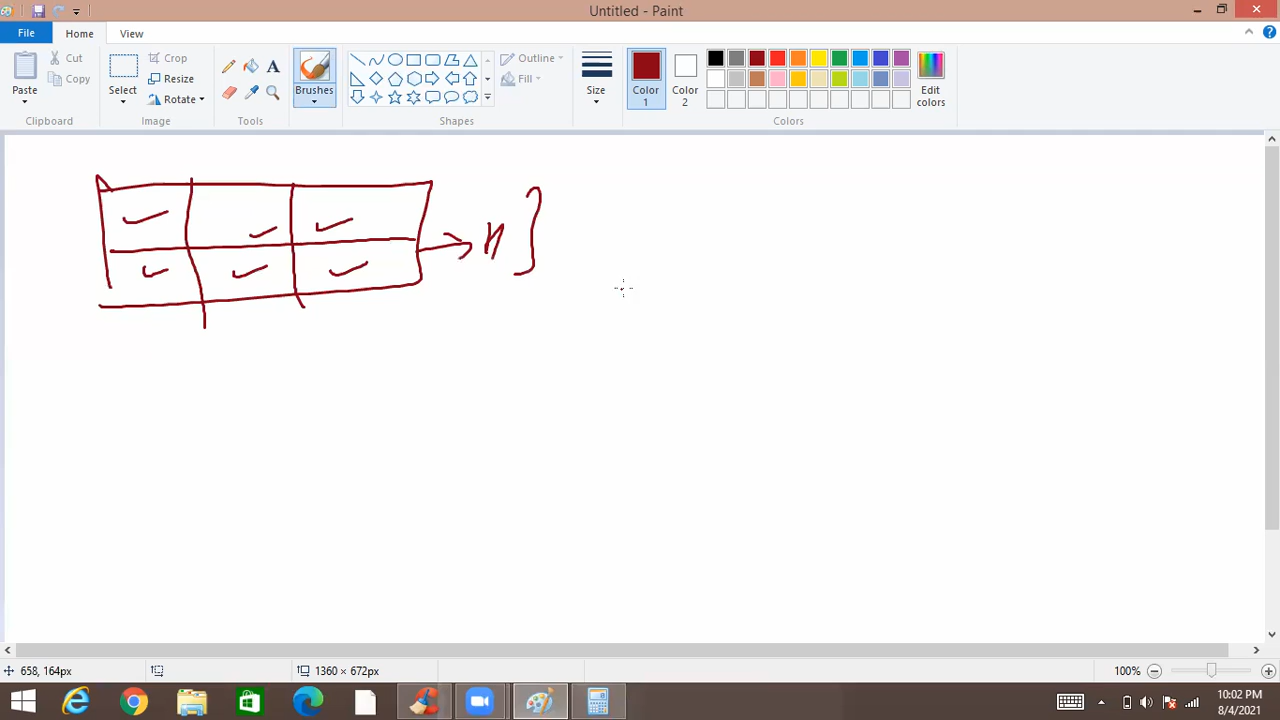 Untitled - Paint
File Home View
Paste Cut Copy Clipboard
Select Crop Resize Rotate Image
Tools
Brushes
Outline Fill Shapes
Size
Color 1 Color 2 Edit colors Colors
n }
658, 164px 1360 × 672px 100%
10:02 PM
8/4/2021